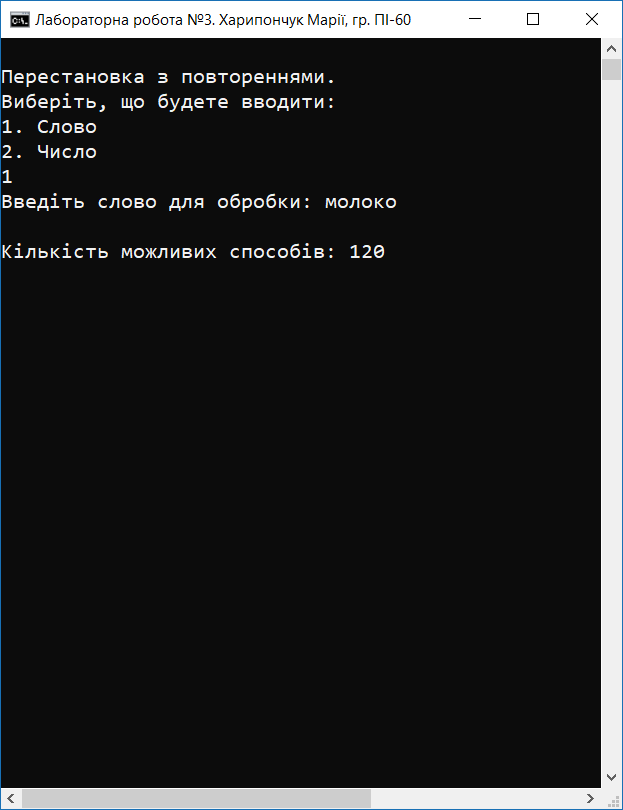 Лабораторна робота №3. Харипончук Марії, гр. ПІ-60
Перестановка з повтореннями.
Виберіть, що будете вводити:
1. Слово
2. Число
1
Введіть слово для обробки: молоко
Кількість можливих способів: 120